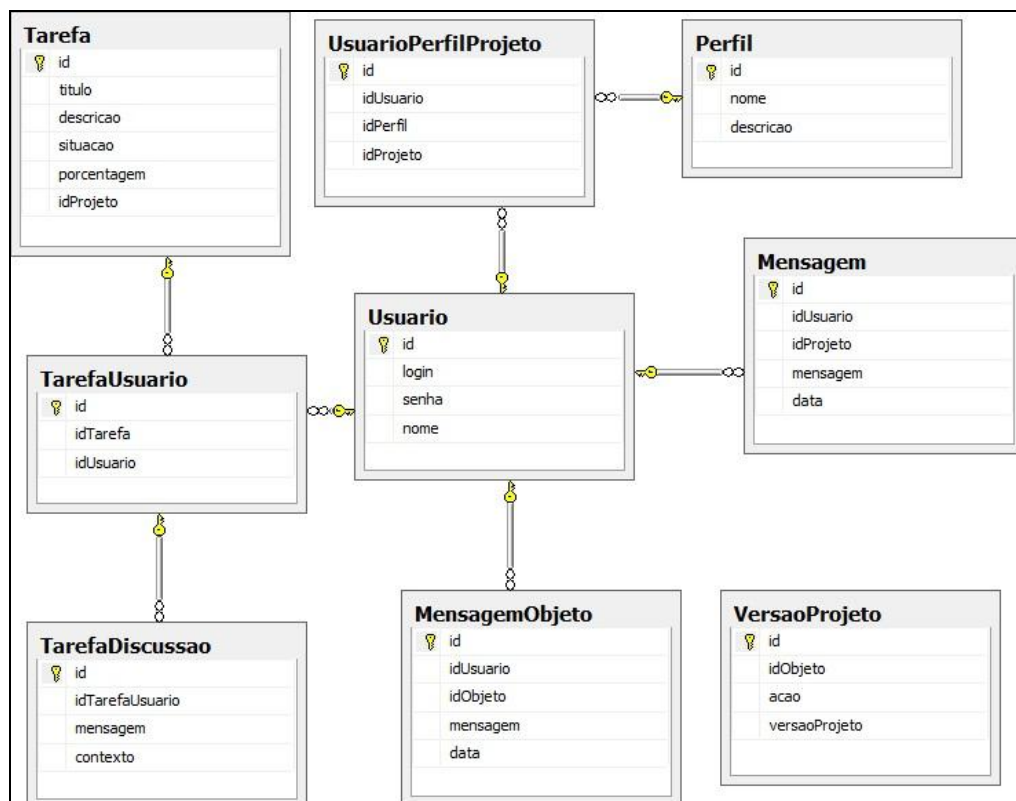 Tarefa
id
titulo
descricao
situacao
porcentagem
idProjeto
UsuarioPerfilProjeto
id
idUsuario
idPerfil
idProjeto
Perfil
id
nome
descricao
Mensagem
id
idUsuario
idProjeto
mensagem
data
Usuario
id
login
senha
nome
TarefaUsuario
id
idTarefa
idUsuario
TarefaDiscussao
id
idTarefaUsuario
mensagem
contexto
MensagemObjeto
id
idUsuario
idObjeto
mensagem
data
VersaoProjeto
id
idObjeto
acao
versaoProjeto